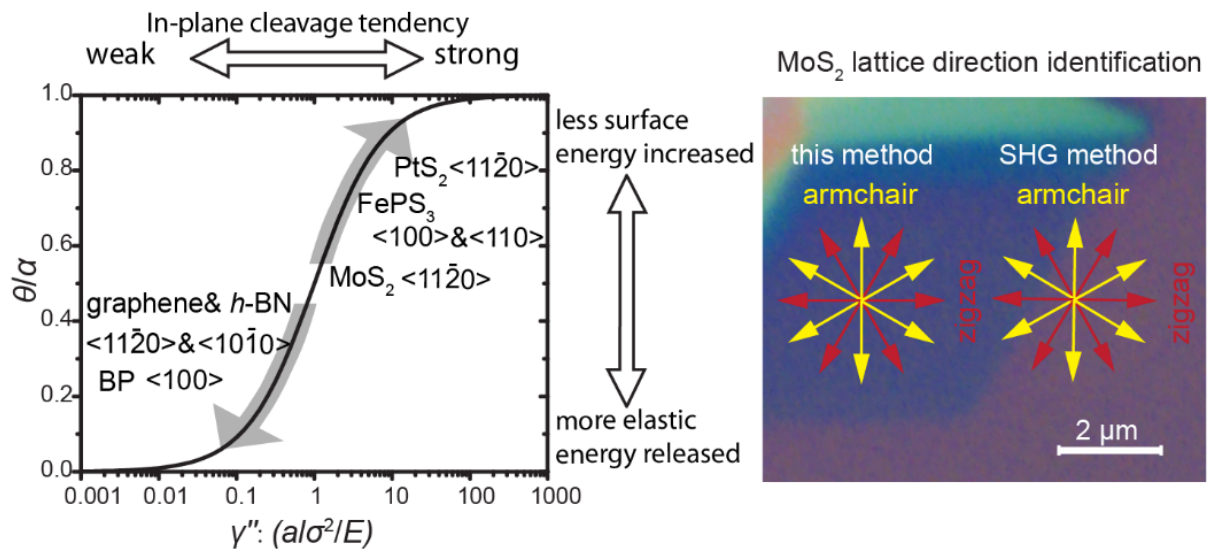 In-plane cleavage tendency
weak
strong
1.0
0.8
0.6
0.4
0.2
0.0
θ/α
PtS₂<112̄0>
FePS₃
<100>&<110>
MoS₂ <112̄0>
graphene& h-BN
<112̄0>&<101̄0>
BP <100>
0.001 0.01 0.1 1 10 100 1000
γ": (alσ²/E)
less surface
energy increased
more elastic
energy released
MoS₂ lattice direction identification
this method
armchair
zigzag
SHG method
armchair
zigzag
2 μm